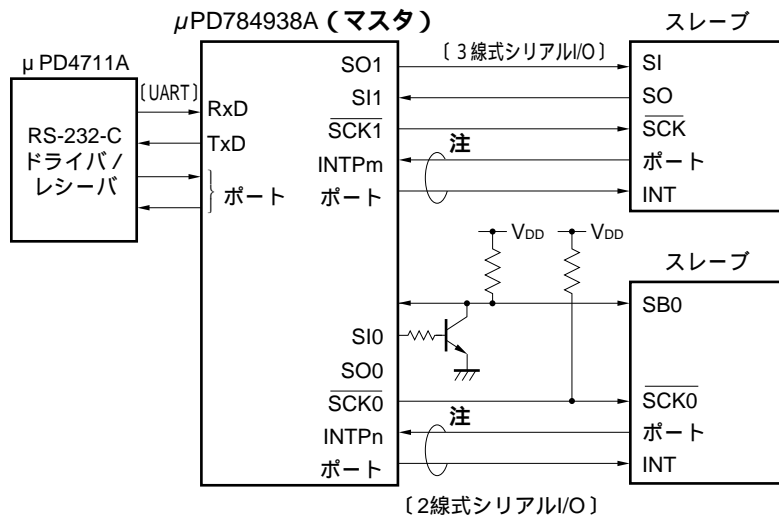 μPD784938A（マスタ）
スレーブ
μPD4711A
〔UART〕
RS-232-C
ドライバ／
レシーバ
RxD
TxD
ポート
SO1
SI1
SCK1
INTPm
ポート
〔３線式シリアルI/O〕
注
SI
SO
SCK
ポート
INT
VDD
VDD
スレーブ
SI0
SO0
SCK0
INTPn
ポート
注
SB0
SCK0
ポート
INT
〔2線式シリアルI/O〕